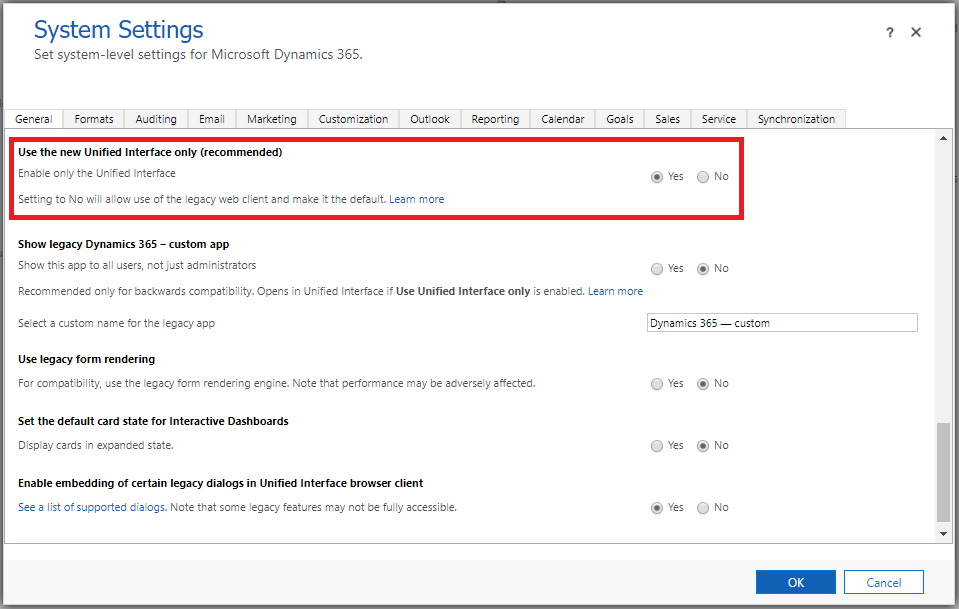 System Settings
Set system-level settings for Microsoft Dynamics 365.
?
General Formats Auditing Email Marketing Customization Outlook Reporting Calendar Goals Sales Service Synchronization
Use the new Unified Interface only (recommended)
Enable only the Unified Interface Yes No
Setting to No will allow use of the legacy web client and make it the default. Learn more
Show legacy Dynamics 365 – custom app
Show this app to all users, not just administrators Yes No
Recommended only for backwards compatibility. Opens in Unified Interface if Use Unified Interface only is enabled. Learn more
Select a custom name for the legacy app Dynamics 365 — custom
Use legacy form rendering
For compatibility, use the legacy form rendering engine. Note that performance may be adversely affected. Yes No
Set the default card state for Interactive Dashboards
Display cards in expanded state. Yes No
Enable embedding of certain legacy dialogs in Unified Interface browser client
See a list of supported dialogs. Note that some legacy features may not be fully accessible. Yes No
OK Cancel